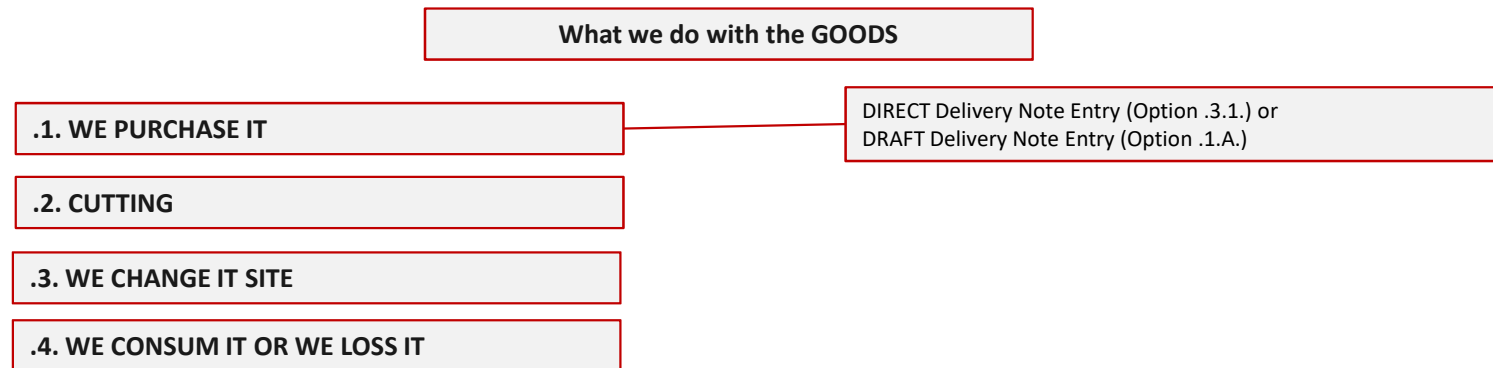 What we do with the GOODS
.1. WE PURCHASE IT
DIRECT Delivery Note Entry (Option .3.1.) or
DRAFT Delivery Note Entry (Option .1.A.)
.2. CUTTING
.3. WE CHANGE IT SITE
.4. WE CONSUM IT OR WE LOSS IT